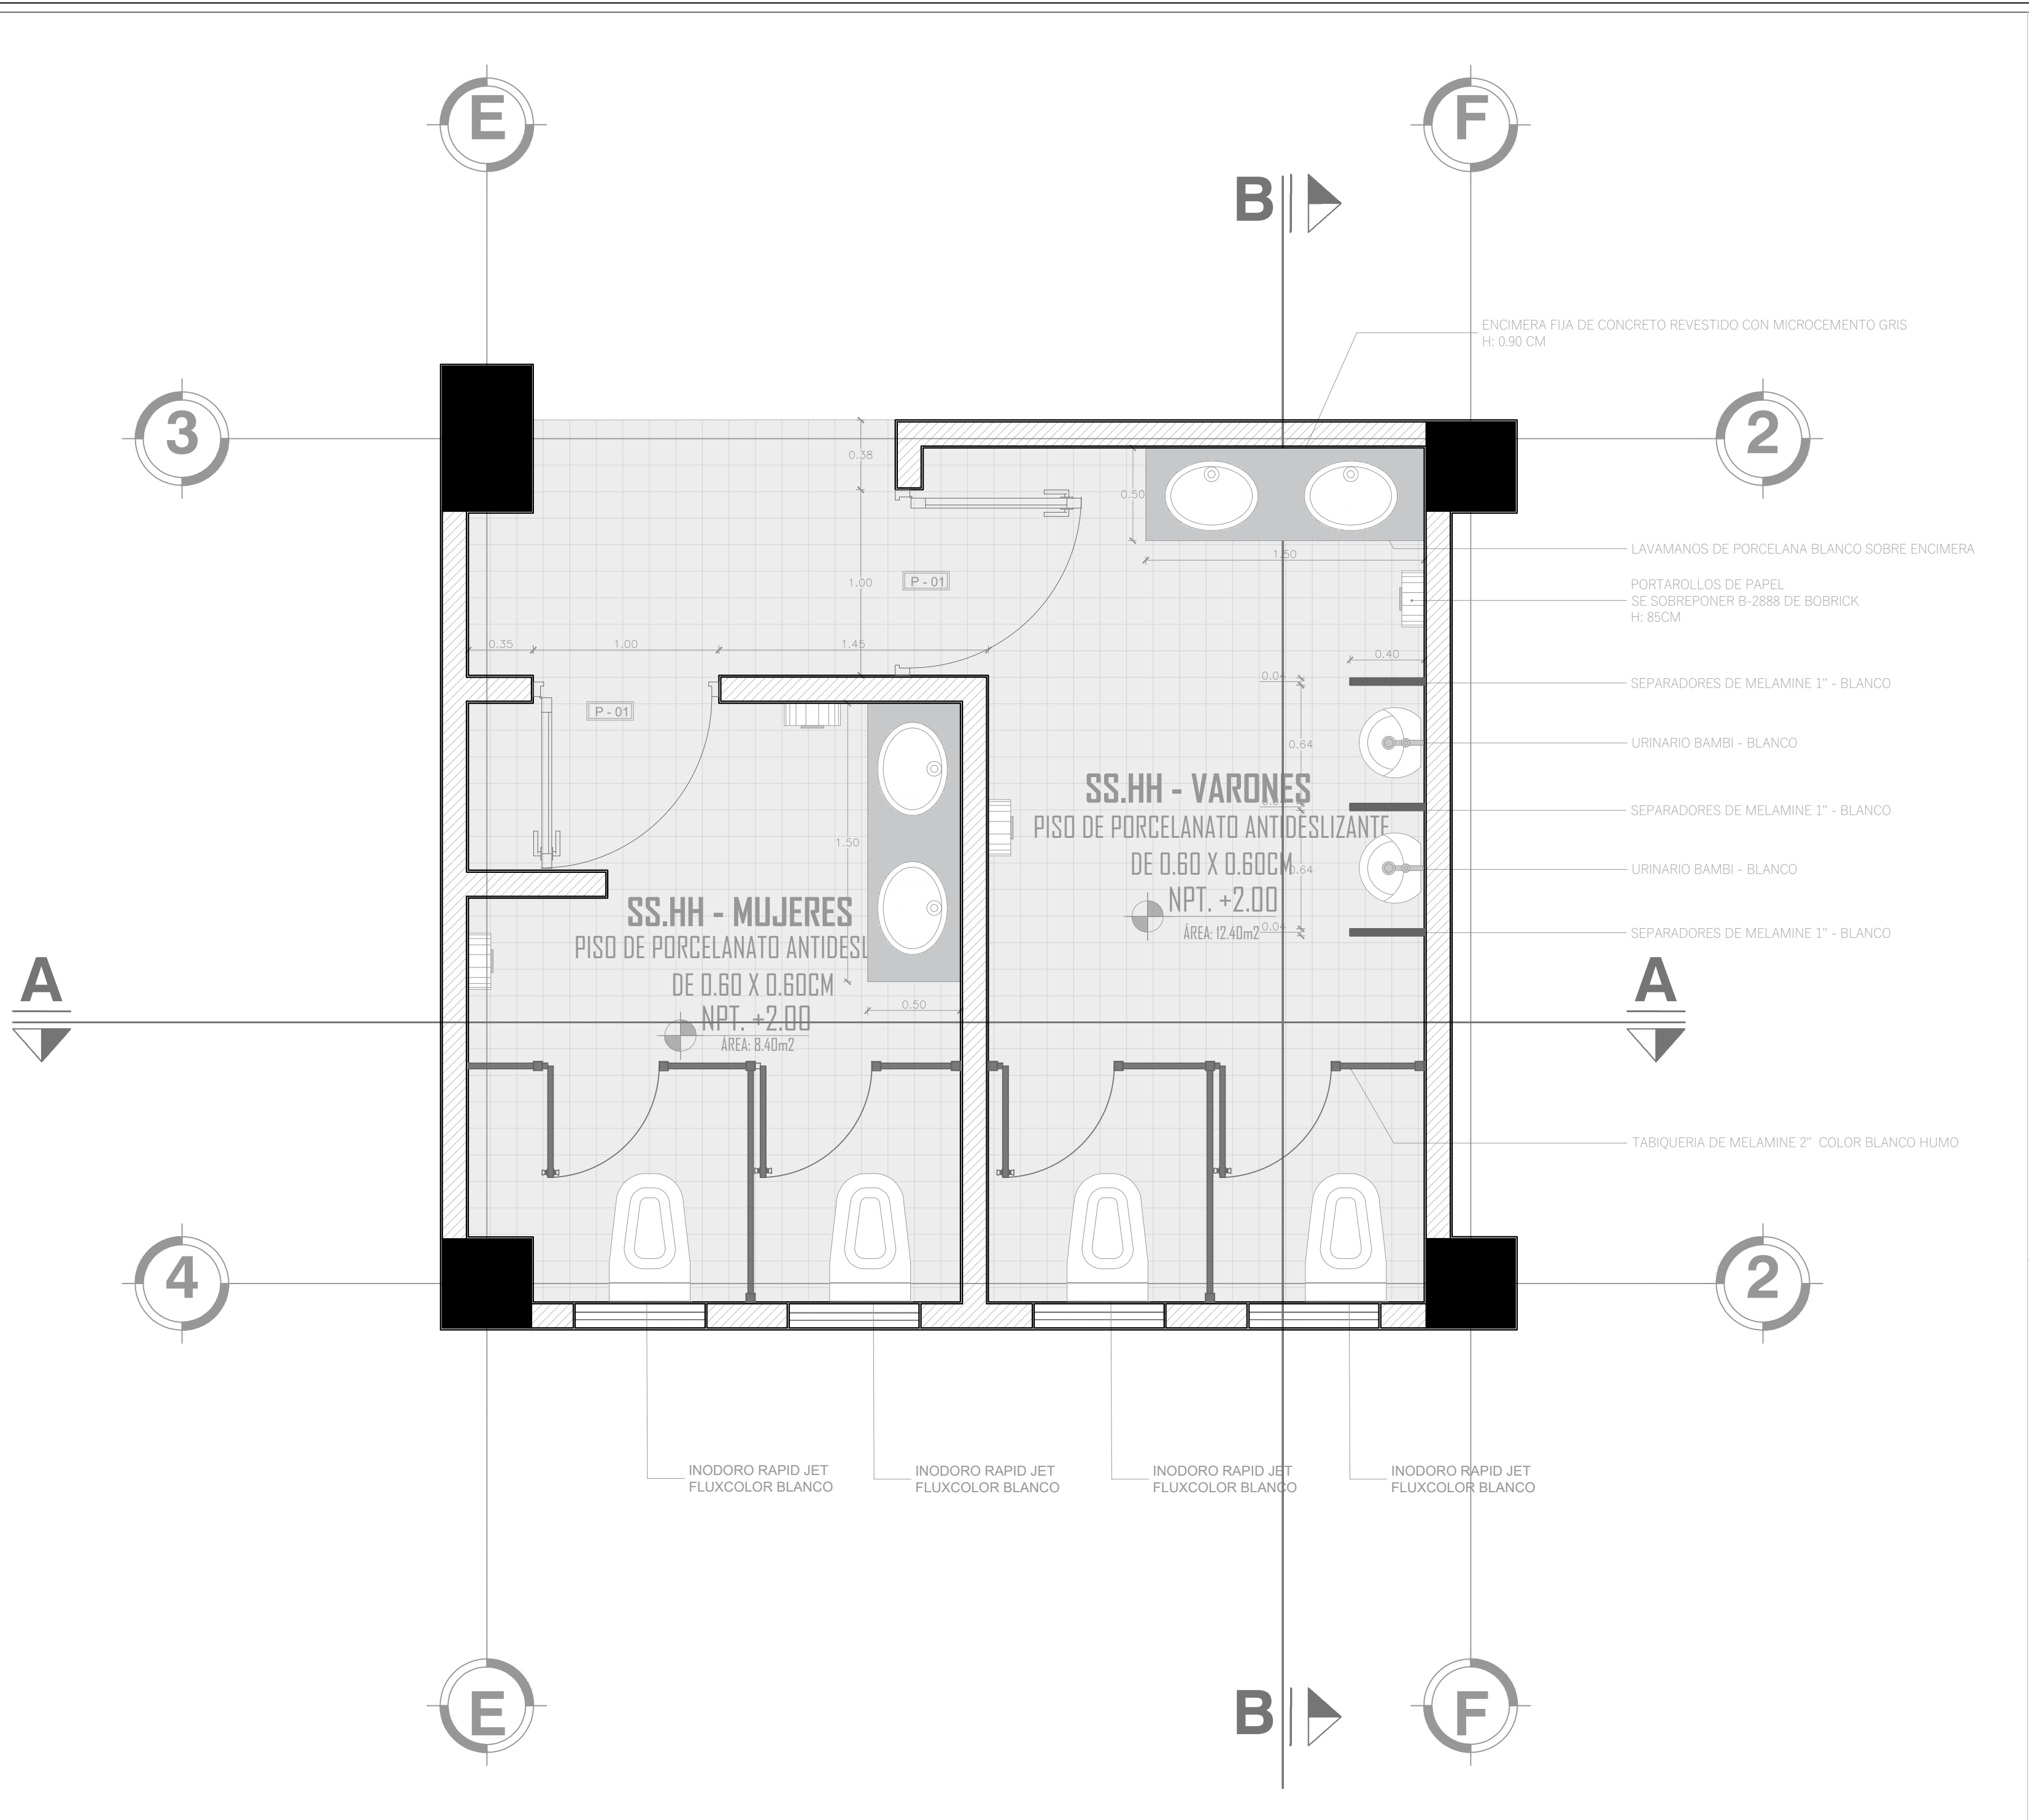 E
F
B
ENCIMERA FIJA DE CONCRETO REVESTIDO CON MICROCEMENTO GRIS
H: 0.90 CM
3
2
0.38
0.50
1.50
LAVAMANOS DE PORCELANA BLANCO SOBRE ENCIMERA
1.00
P - 01
PORTAROLLOS DE PAPEL
SE SOBREPONER B-2888 DE BOBRICK
H: 85CM
0.35
1.00
1.45
0.40
0.04
SEPARADORES DE MELAMINE 1" - BLANCO
P - 01
0.64
URINARIO BAMBI - BLANCO
SS.HH - VARONES
PISO DE PORCELANATO ANTIDESLIZANTE
DE 0.60 X 0.60CM
NPT. +2.00
ÁREA: 12.40m2
SEPARADORES DE MELAMINE 1" - BLANCO
0.64
URINARIO BAMBI - BLANCO
0.04
SEPARADORES DE MELAMINE 1" - BLANCO
1.50
SS.HH - MUJERES
PISO DE PORCELANATO ANTIDESL
DE 0.60 X 0.60CM
NPT. +2.00
ÁREA: 8.40m2
0.50
A
A
TABIQUERIA DE MELAMINE 2" COLOR BLANCO HUMO
4
2
INODORO RAPID JET
FLUXCOLOR BLANCO
INODORO RAPID JET
FLUXCOLOR BLANCO
INODORO RAPID JET
FLUXCOLOR BLANCO
INODORO RAPID JET
FLUXCOLOR BLANCO
E
B
F